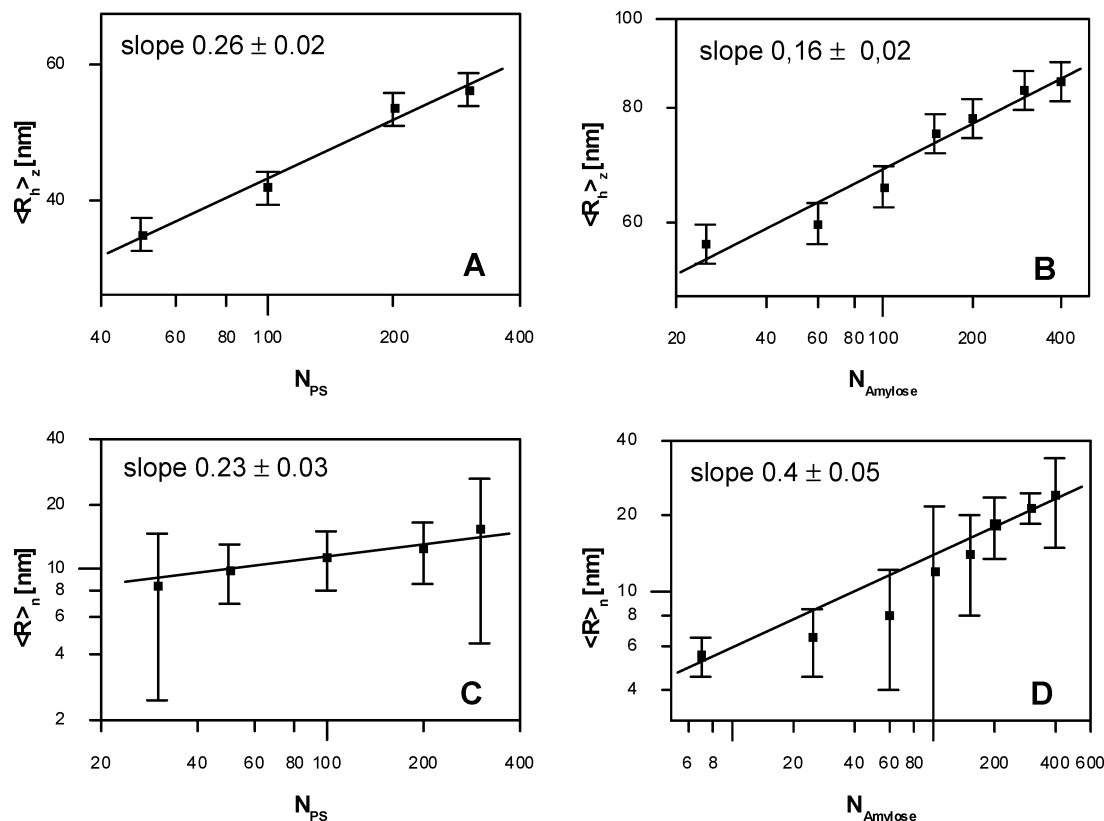 slope 0.26 ± 0.02
60
40
<R_h>_z [nm]
A
40 60 80 100 200 400
N_PS
100
slope 0,16 ± 0,02
80
60
<R_h>_z [nm]
B
20 40 60 80 100 200 400
N_Amylose
40
slope 0.23 ± 0.03
20
10
8
6
4
2
<R>_n [nm]
C
20 40 60 80 100 200 400
N_PS
40
slope 0.4 ± 0.05
20
10
8
6
4
<R>_n [nm]
D
6 8 20 40 60 80 200 400 600
N_Amylose